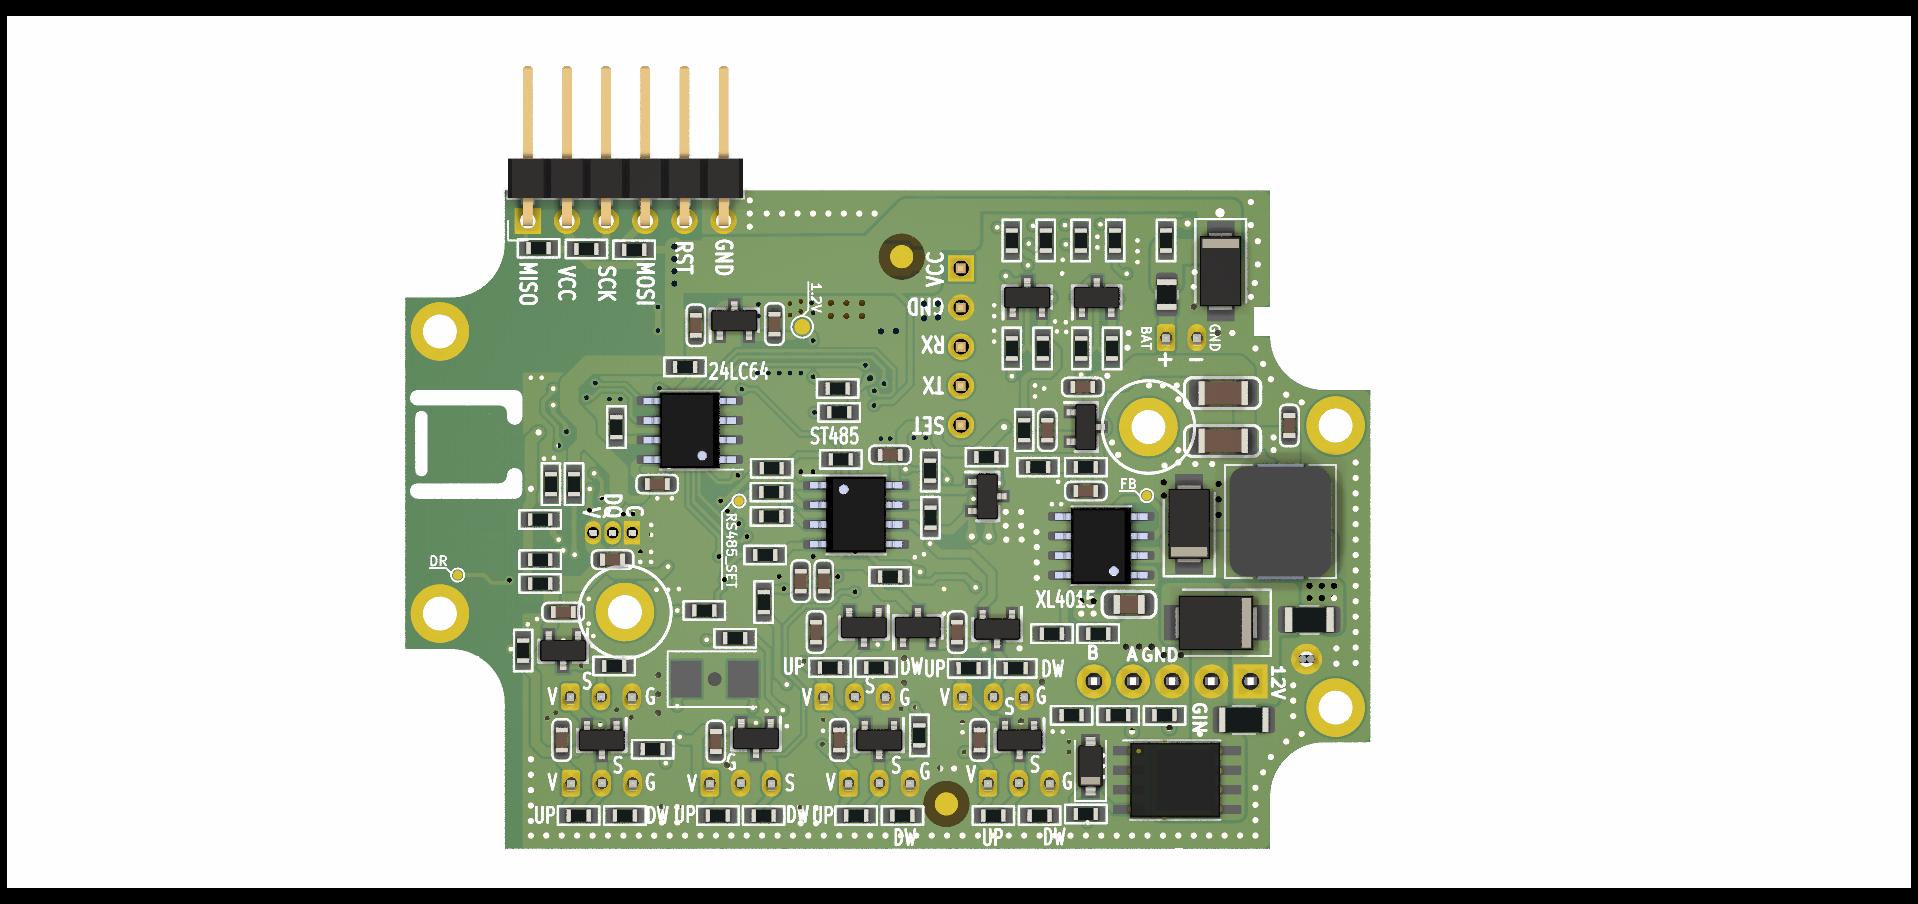 MISO
VCC
SCK
MOSI
RST
GND
VCC
GND
RX
TX
SET
1.2V
24LC64
ST485
BAT
GND
+ -
FB
V DQ G
RS485_SET
DR
XL4015
B A GND
12V
GIN
UP DW UP DW
V S G
V S G
V S G
V S G
V G S
V S G
V S G
UP DW UP DW UP
DW UP DW